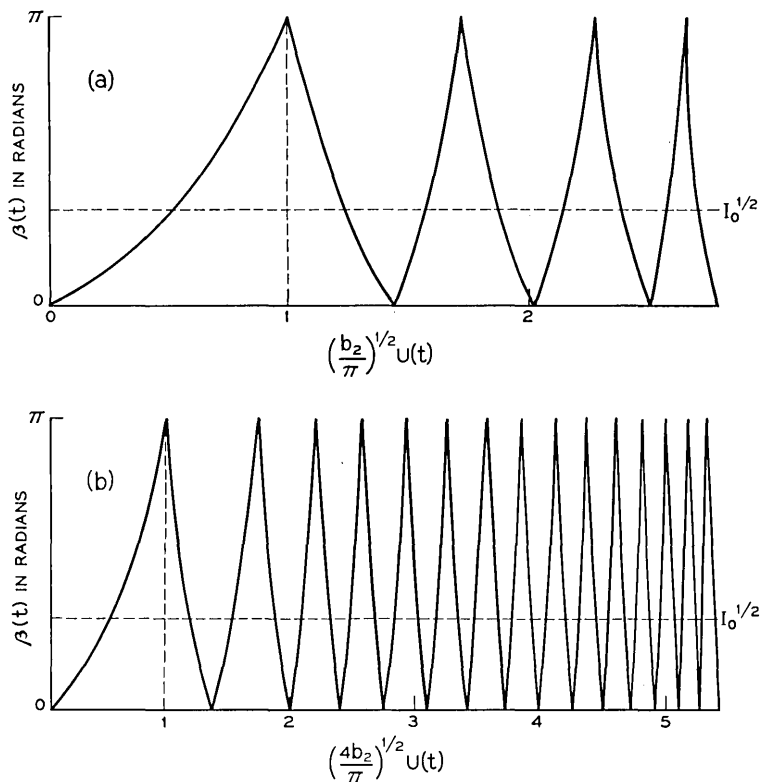 π
(a)
β(t) IN RADIANS
I₀^1/2
0
0 1 2
(b₂/π)^1/2 U(t)
π
(b)
β(t) IN RADIANS
I₀^1/2
0
1 2 3 4 5
(4b₂/π)^1/2 U(t)